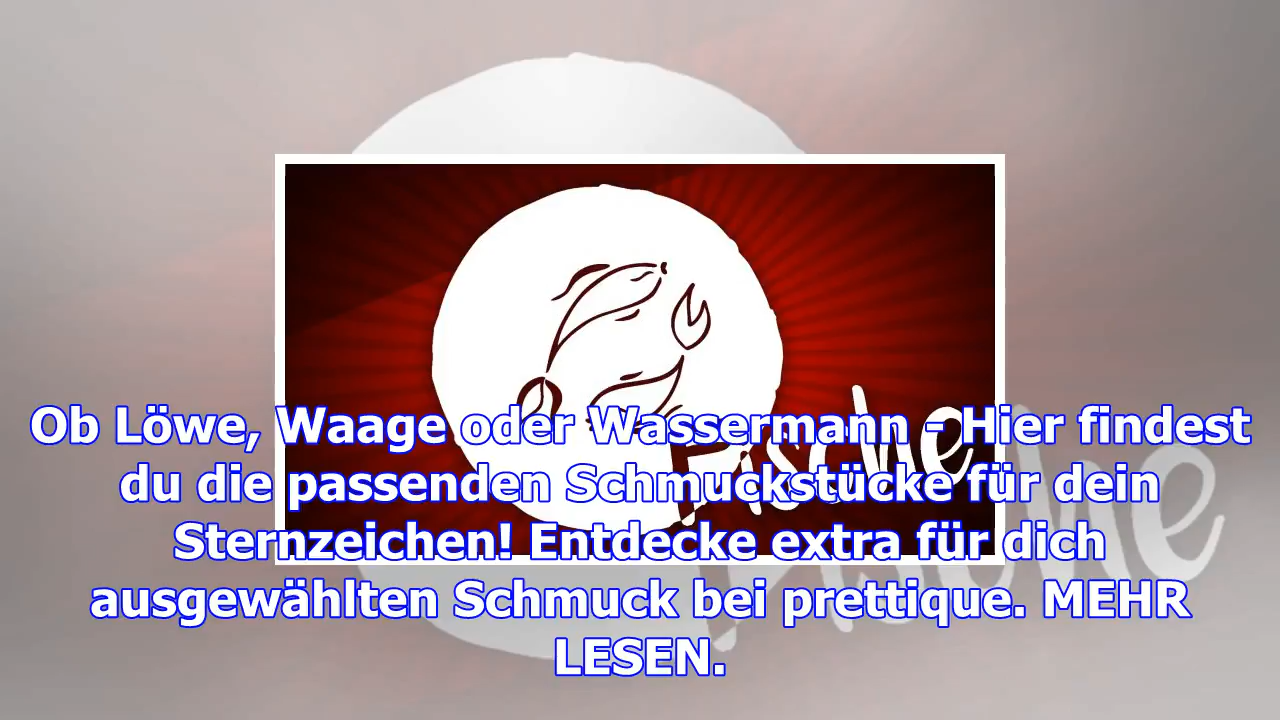 Fische
Ob Löwe, Waage oder Wassermann - Hier findest
du die passenden Schmuckstücke für dein
Sternzeichen! Entdecke extra für dich
ausgewählten Schmuck bei prettique. MEHR
LESEN.